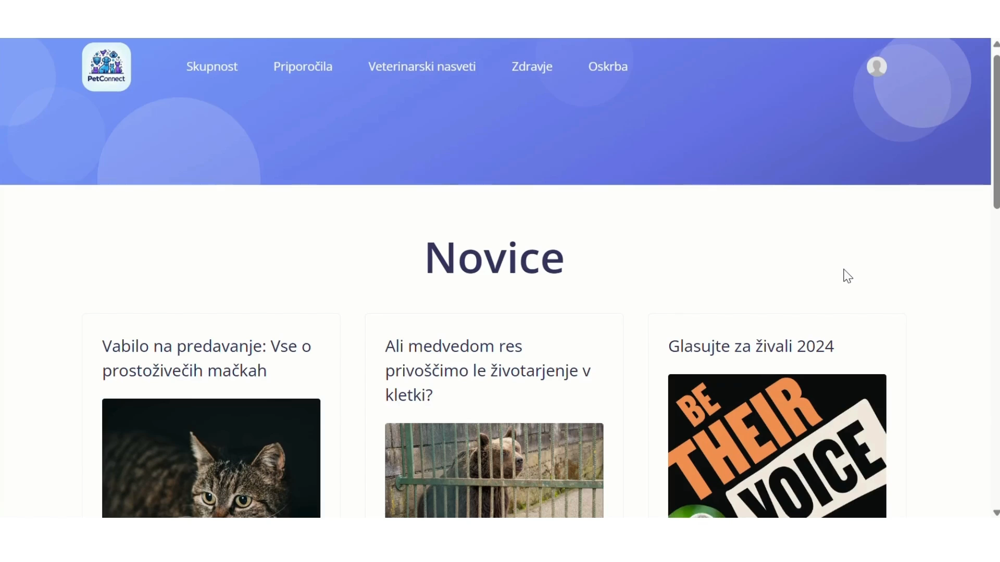 PetConnect
Skupnost
Priporočila
Veterinarski nasveti
Zdravje
Oskrba
Novice
Vabilo na predavanje: Vse o
prostoživečih mačkah
Ali medvedom res
privoščimo le životarjenje v
kletki?
Glasujte za živali 2024
BE
THEIR
VOICE